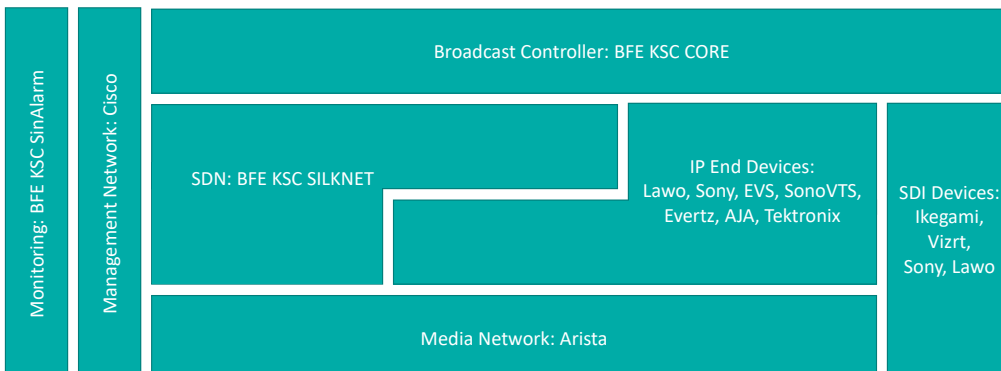 Monitoring: BFE KSC SinAlarm
Management Network: Cisco
Broadcast Controller: BFE KSC CORE
SDN: BFE KSC SILKNET
IP End Devices:
Lawo, Sony, EVS, SonoVTS,
Evertz, AJA, Tektronix
SDI Devices:
Ikegami,
Vizrt,
Sony, Lawo
Media Network: Arista